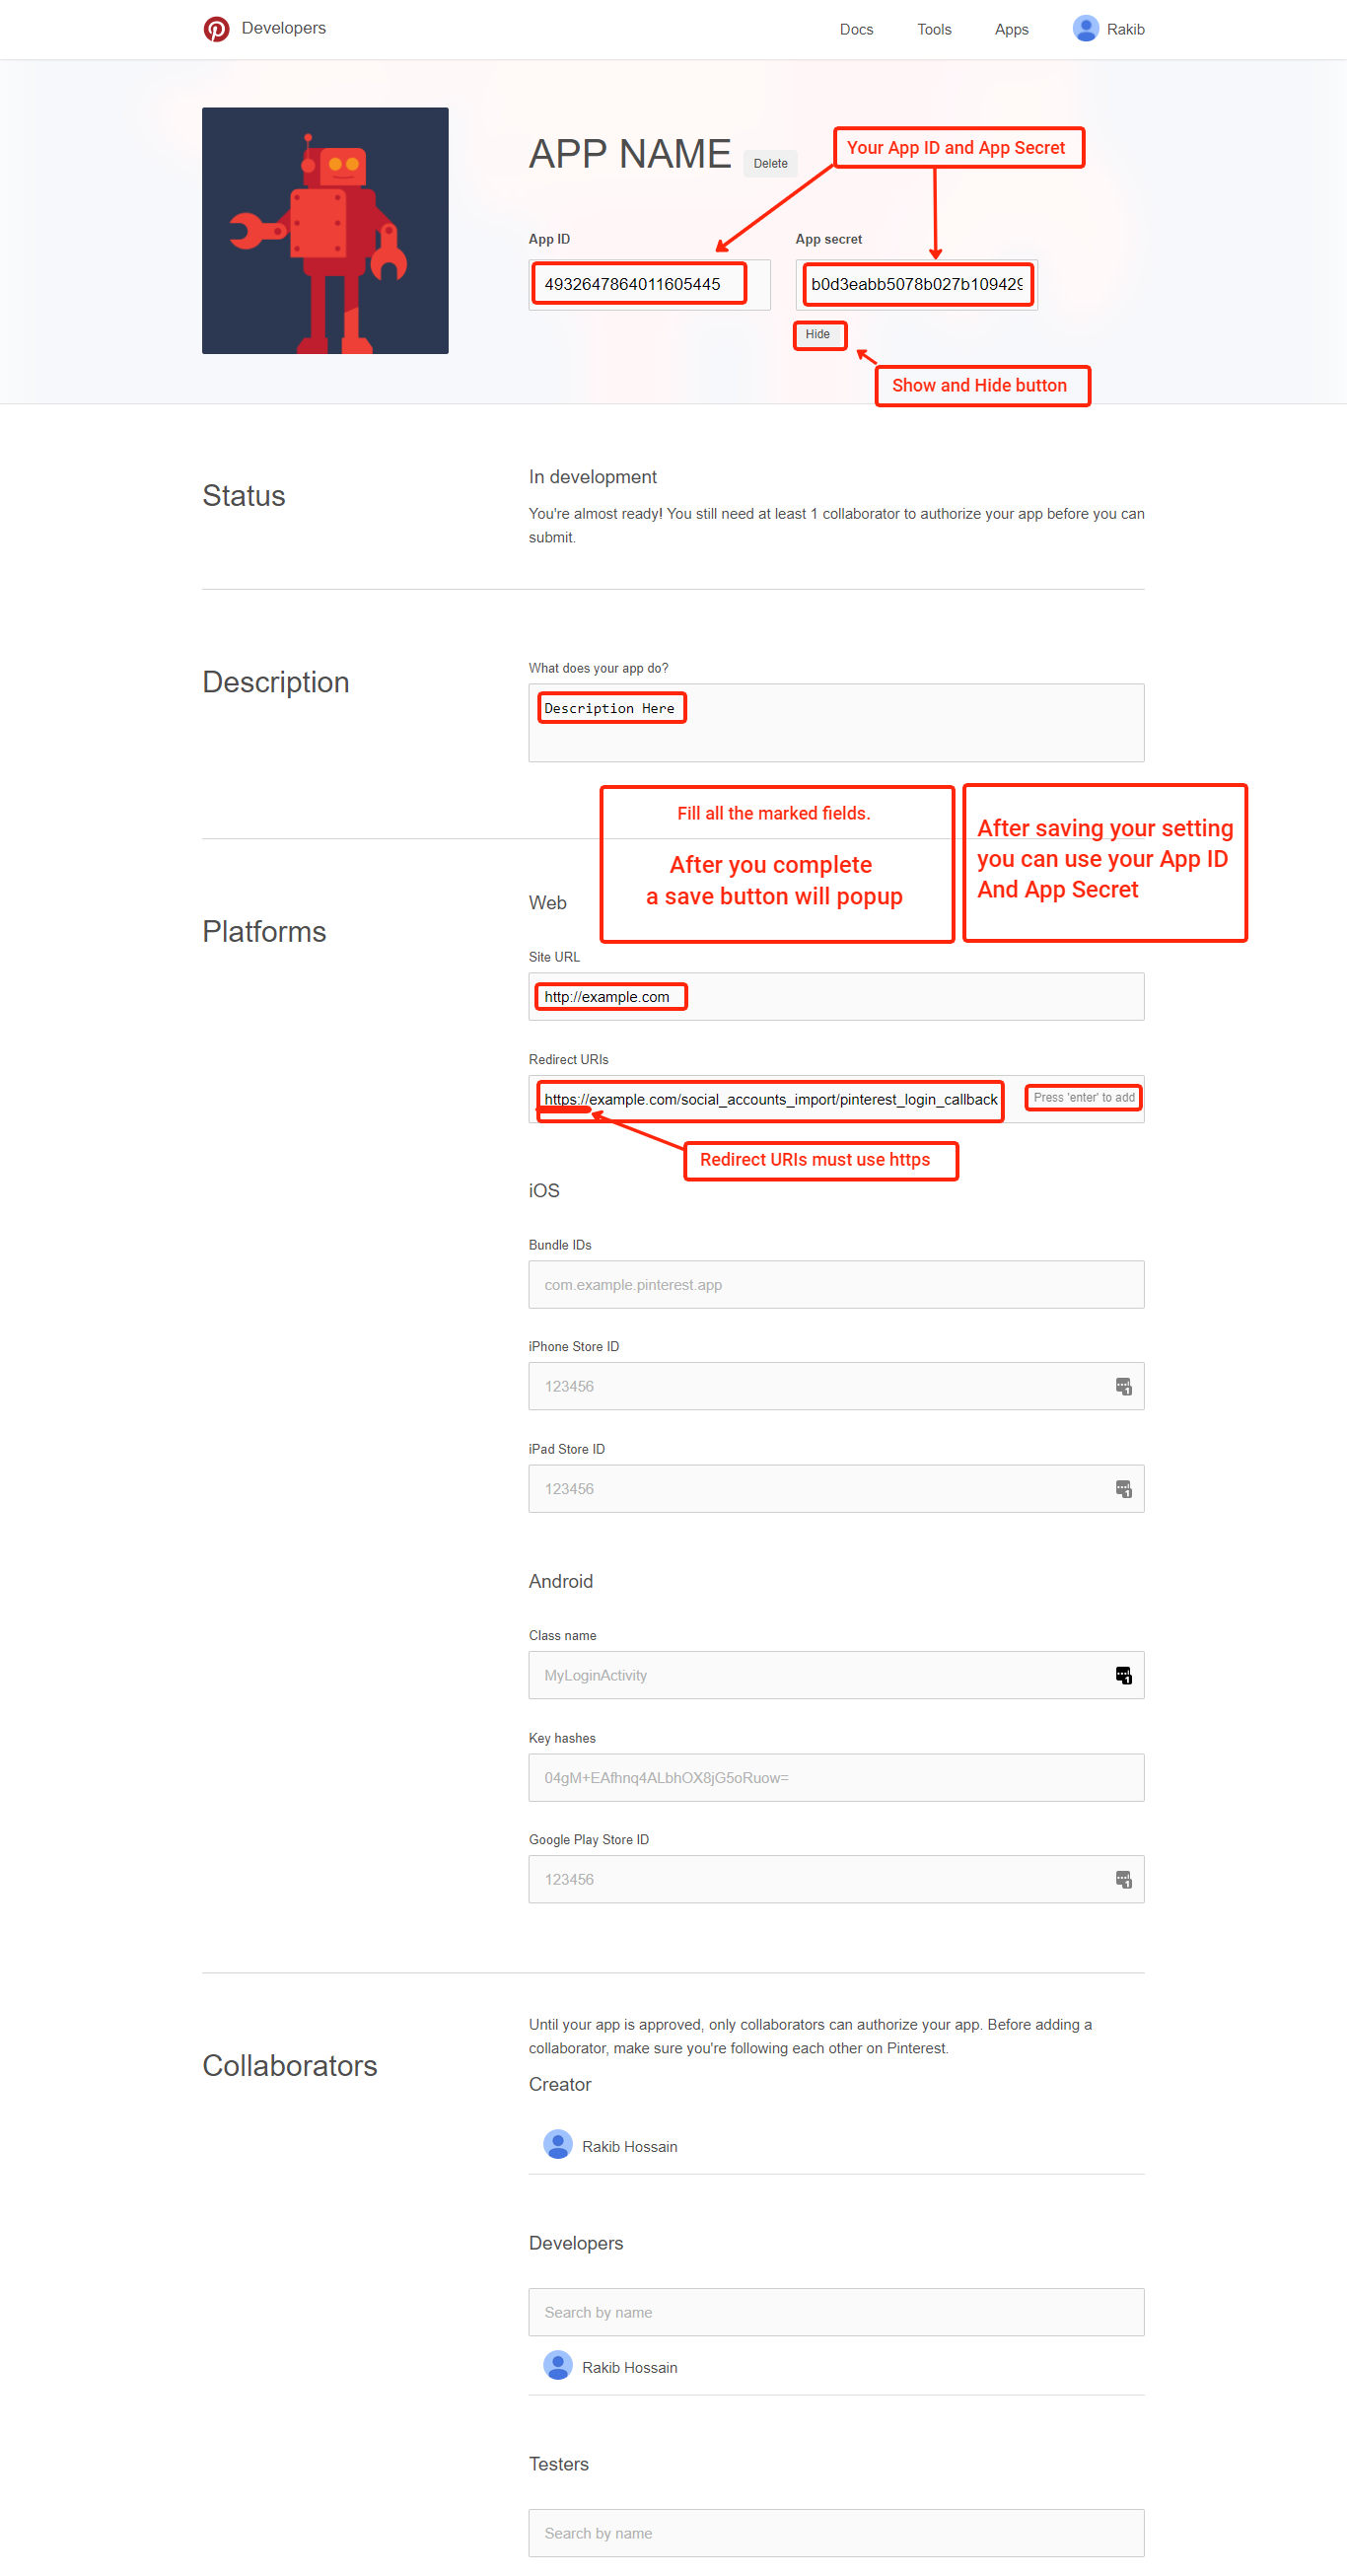 Developers
Docs
Tools
Apps
Rakib
APP NAME
Delete
Your App ID and App Secret
App ID
App secret
4932647864011605445
b0d3eabb5078b027b109429
Hide
Show and Hide button
Status
In development
You're almost ready! You still need at least 1 collaborator to authorize your app before you can
submit.
Description
What does your app do?
Description Here
Fill all the marked fields.
After you complete
a save button will popup
After saving your setting
you can use your App ID
And App Secret
Platforms
Web
Site URL
http://example.com
Redirect URIs
https://example.com/social_accounts_import/pinterest_login_callback
Press 'enter' to add
Redirect URIs must use https
iOS
Bundle IDs
com.example.pinterest.app
iPhone Store ID
123456
iPad Store ID
123456
Android
Class name
MyLoginActivity
Key hashes
04gM+EAfhnq4ALbhOX8jG5oRuow=
Google Play Store ID
123456
Collaborators
Until your app is approved, only collaborators can authorize your app. Before adding a
collaborator, make sure you're following each other on Pinterest.
Creator
Rakib Hossain
Developers
Search by name
Rakib Hossain
Testers
Search by name